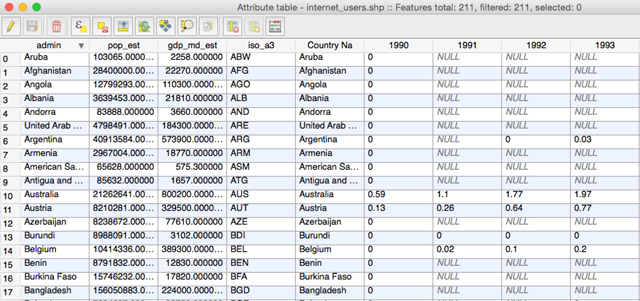 Attribute table - internet_users.shp :: Features total: 211, filtered: 211, selected: 0
admin pop_est gdp_md_est iso_a3 Country Na 1990 1991 1992 1993
0 Aruba 103065.0000... 2258.000000 ABW Aruba 0 NULL NULL NULL
1 Afghanistan 28400000.00... 22270.000000 AFG Afghanistan 0 NULL NULL NULL
2 Angola 12799293.00... 110300.0000... AGO Angola 0 NULL NULL NULL
3 Albania 3639453.000... 21810.000000 ALB Albania 0 NULL NULL NULL
4 Andorra 83888.000000 3660.000000 AND Andorra 0 NULL NULL NULL
5 United Arab ... 4798491.000... 184300.0000... ARE United Arab ... 0 NULL NULL NULL
6 Argentina 40913584.00... 573900.0000... ARG Argentina 0 NULL 0 0.03
7 Armenia 2967004.000... 18770.000000 ARM Armenia 0 NULL NULL NULL
8 American Sa... 65628.000000 575.300000 ASM American Sa... 0 NULL NULL NULL
9 Antigua and ... 85632.000000 1657.000000 ATG Antigua and ... 0 NULL NULL NULL
10 Australia 21262641.00... 800200.0000... AUS Australia 0.59 1.1 1.77 1.97
11 Austria 8210281.000... 329500.0000... AUT Austria 0.13 0.26 0.64 0.77
12 Azerbaijan 8238672.000... 77610.000000 AZE Azerbaijan 0 NULL NULL NULL
13 Burundi 8988091.000... 3102.000000 BDI Burundi 0 0 0 0
14 Belgium 10414336.00... 389300.0000... BEL Belgium 0 0.02 0.1 0.2
15 Benin 8791832.000... 12830.000000 BEN Benin 0 NULL NULL NULL
16 Burkina Faso 15746232.00... 17820.000000 BFA Burkina Faso 0 NULL NULL NULL
17 Bangladesh 156050883.0... 224000.0000... BGD Bangladesh 0 NULL NULL NULL